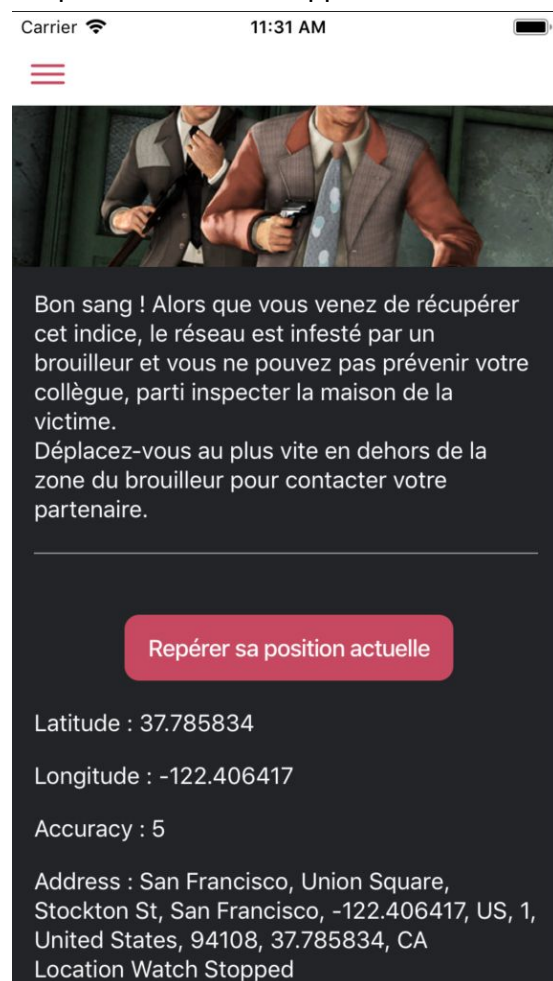 Carrier
11:31 AM
Bon sang ! Alors que vous venez de récupérer
cet indice, le réseau est infesté par un
brouilleur et vous ne pouvez pas prévenir votre
collègue, parti inspecter la maison de la
victime.
Déplacez-vous au plus vite en dehors de la
zone du brouilleur pour contacter votre
partenaire.
Repérer sa position actuelle
Latitude : 37.785834
Longitude : -122.406417
Accuracy : 5
Address : San Francisco, Union Square,
Stockton St, San Francisco, -122.406417, US, 1,
United States, 94108, 37.785834, CA
Location Watch Stopped